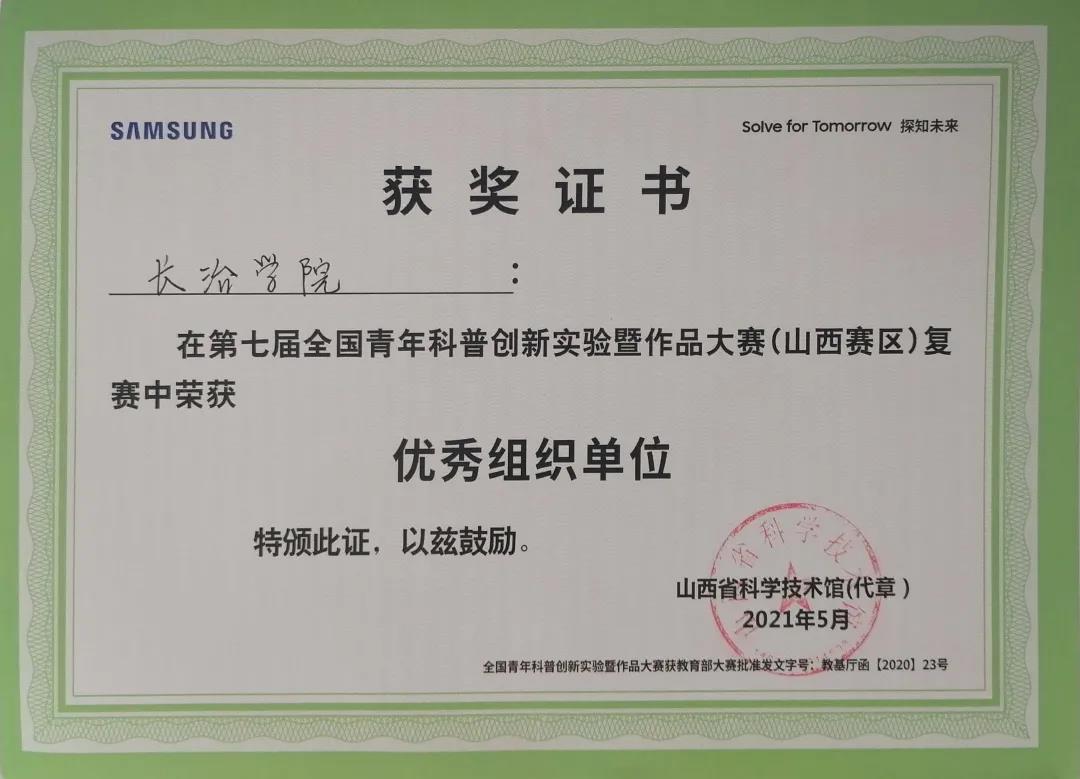 SAMSUNG
Solve for Tomorrow 探知未来
获奖证书
长治学院：
在第七届全国青年科普创新实验暨作品大赛(山西赛区)复
赛中荣获
优秀组织单位
特颁此证，以兹鼓励。
省科学技
山西省科学技术馆(代章)
2021年5月
全国青年科普创新实验暨作品大赛获教育部大赛批准发文字号：教基厅函【2020】23号